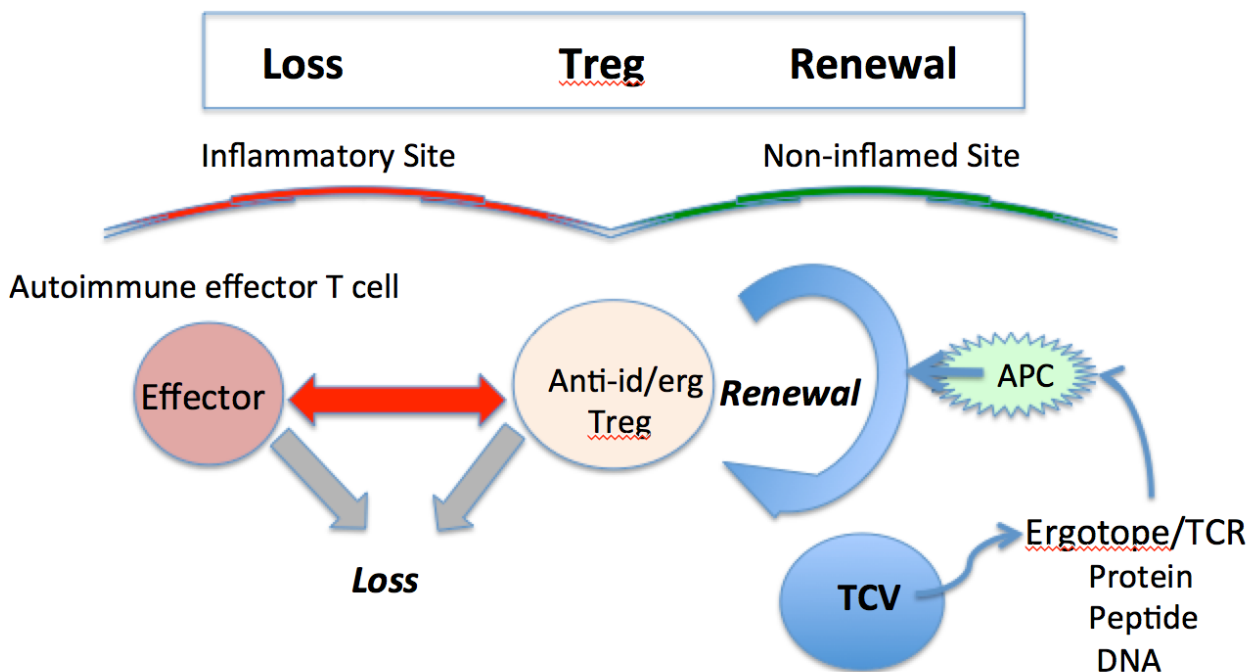 Loss Treg Renewal
Inflammatory Site
Non-inflamed Site
Autoimmune effector T cell
Effector
Anti-id/erg
Treg
Renewal
APC
Loss
TCV
Ergotope/TCR
Protein
Peptide
DNA